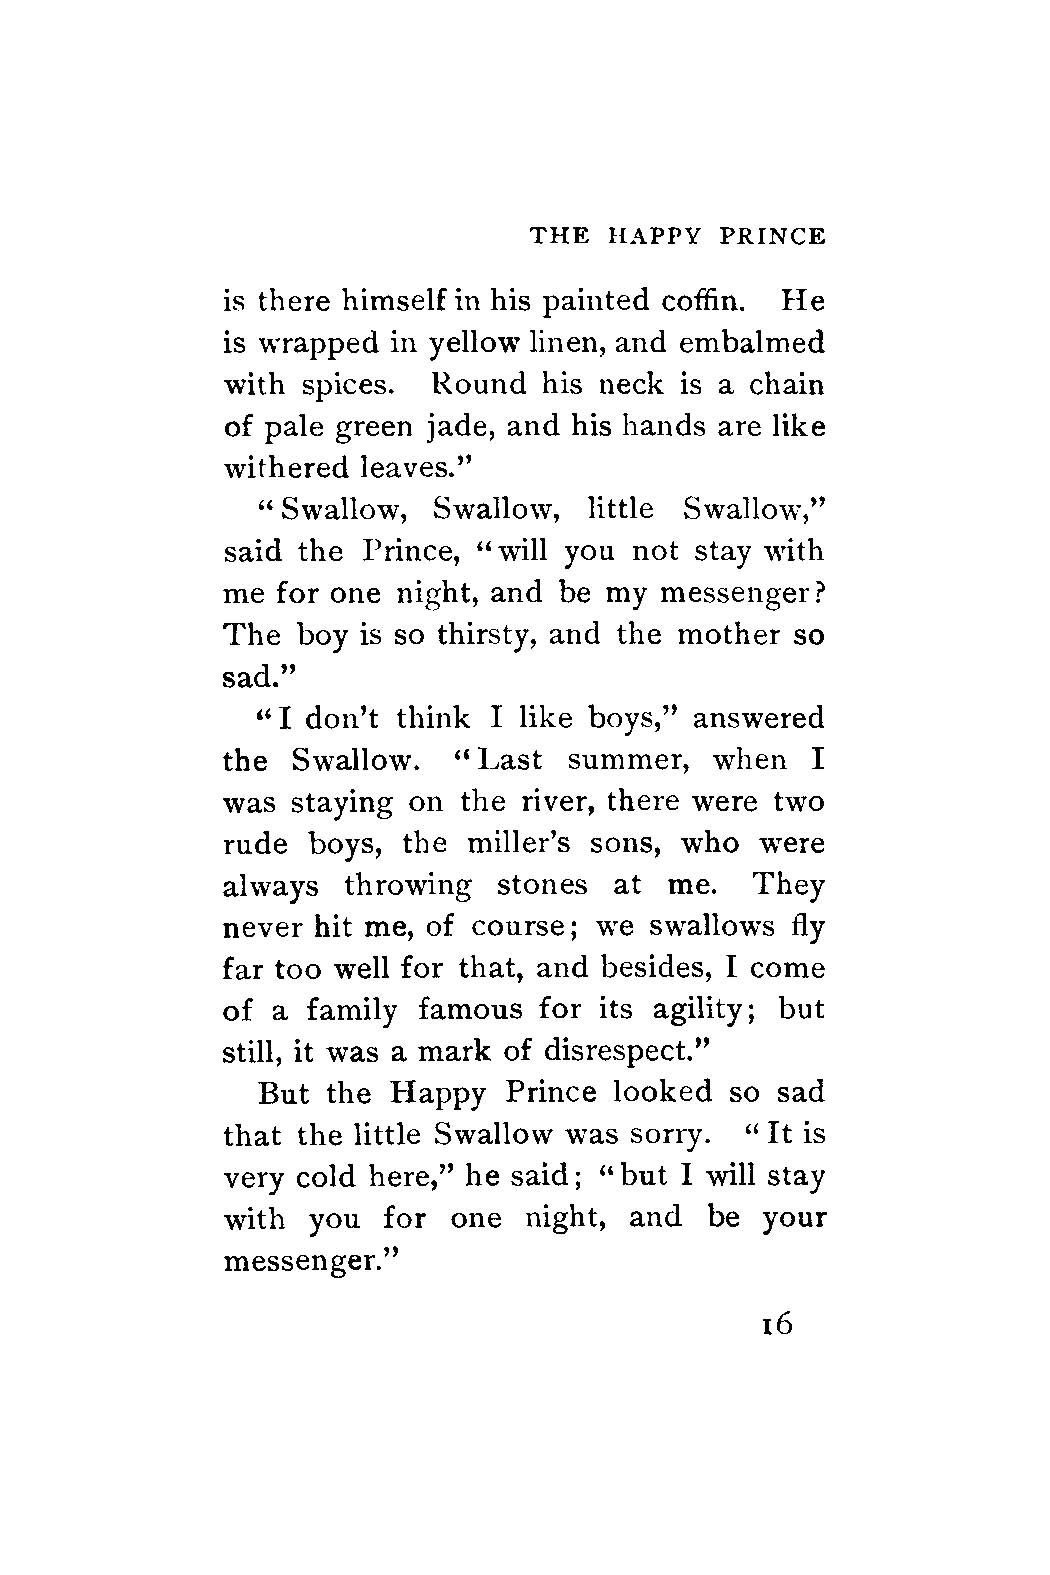 THE HAPPY PRINCE
is there himself in his painted coffin. He
is wrapped in yellow linen, and embalmed
with spices. Round his neck is a chain
of pale green jade, and his hands are like
withered leaves."
"Swallow, Swallow, little Swallow,"
said the Prince, "will you not stay with
me for one night, and be my messenger?
The boy is so thirsty, and the mother so
sad."
"I don't think I like boys," answered
the Swallow. "Last summer, when I
was staying on the river, there were two
rude boys, the miller's sons, who were
always throwing stones at me. They
never hit me, of course; we swallows fly
far too well for that, and besides, I come
of a family famous for its agility; but
still, it was a mark of disrespect."
But the Happy Prince looked so sad
that the little Swallow was sorry. "It is
very cold here," he said; "but I will stay
with you for one night, and be your
messenger."
16